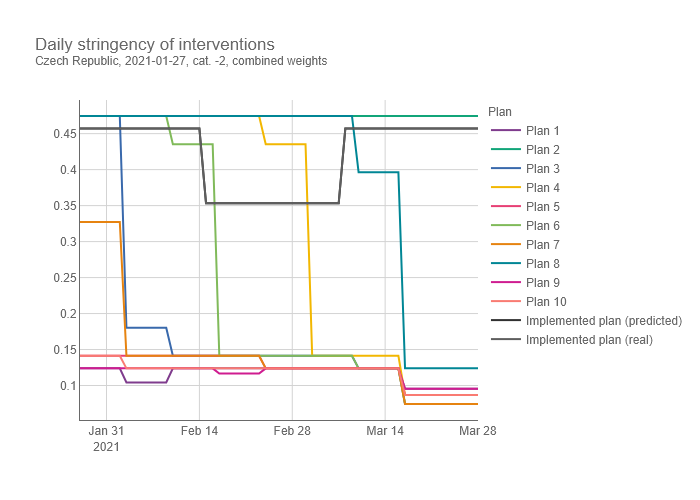 Daily stringency of interventions
Czech Republic, 2021-01-27, cat. -2, combined weights
Plan
Plan 1
Plan 2
Plan 3
Plan 4
Plan 5
Plan 6
Plan 7
Plan 8
Plan 9
Plan 10
Implemented plan (predicted)
Implemented plan (real)
0.45
0.4
0.35
0.3
0.25
0.2
0.15
0.1
Jan 31 Feb 14 Feb 28 Mar 14 Mar 28
2021